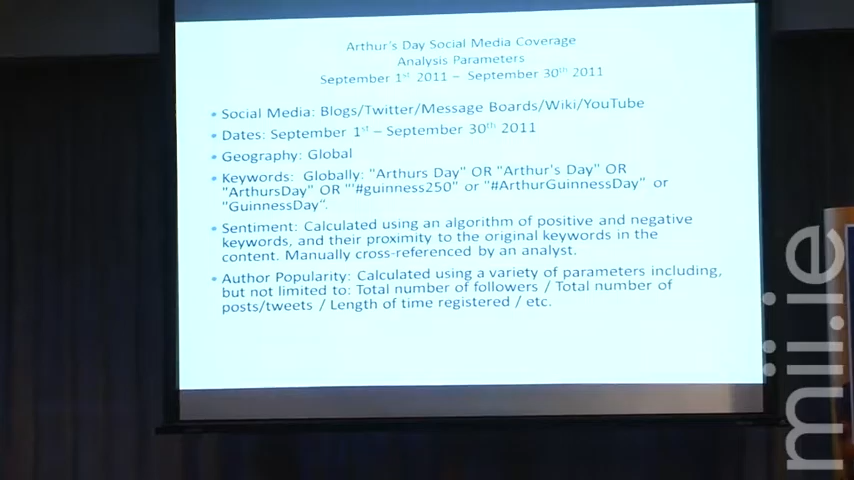 Arthur's Day Social Media Coverage
Analysis Parameters
September 1st 2011 – September 30th 2011
• Social Media: Blogs/Twitter/Message Boards/Wiki/YouTube
• Dates: September 1st – September 30th 2011
• Geography: Global
• Keywords: Globally: "Arthurs Day" OR "Arthur's Day" OR
"ArthursDay" OR "'#guinness250" or "#ArthurGuinnessDay" or
"GuinnessDay".
• Sentiment: Calculated using an algorithm of positive and negative
keywords, and their proximity to the original keywords in the
content. Manually cross-referenced by an analyst.
• Author Popularity: Calculated using a variety of parameters including,
but not limited to: Total number of followers / Total number of
posts/tweets / Length of time registered / etc.
mii.ie